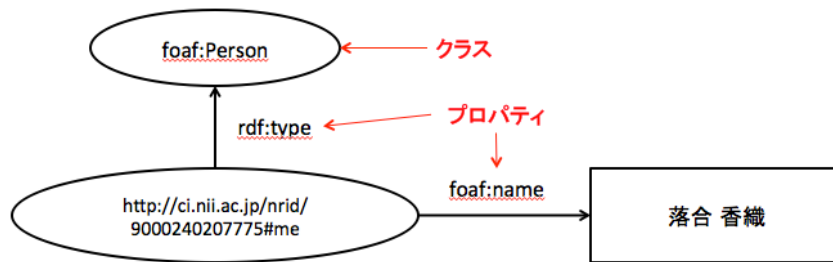 foaf:Person
クラス
rdf:type
プロパティ
foaf:name
http://ci.nii.ac.jp/nrid/
9000240207775#me
落合 香織